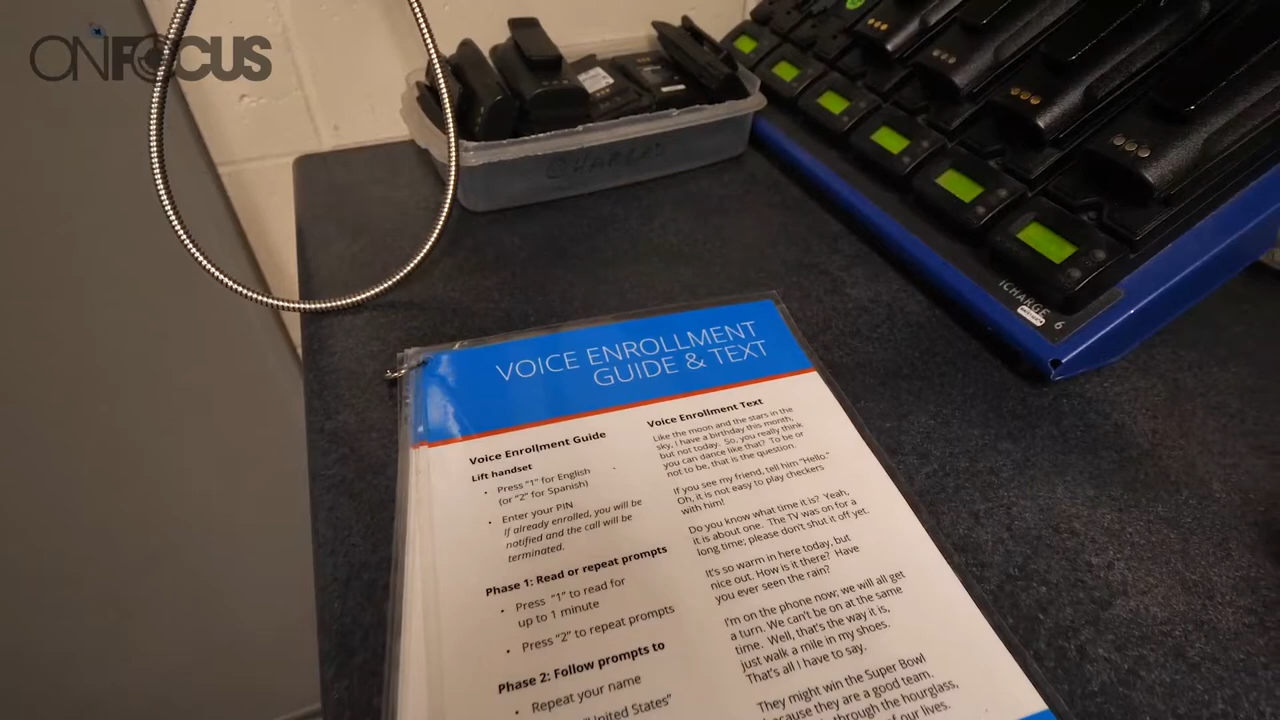 ONFOCUS
CHARGED
iCHARGE 6
VOICE ENROLLMENT
GUIDE & TEXT
Voice Enrollment Guide
Lift handset
• Press "1" for English
(or "2" for Spanish)
• Enter your PIN
If already enrolled, you will be
notified and the call will be
terminated.
Phase 1: Read or repeat prompts
• Press "1" to read for
up to 1 minute
• Press "2" to repeat prompts
Phase 2: Follow prompts to
• Repeat your name
"United States"
Voice Enrollment Text
Like the moon and the stars in the
sky, I have a birthday this month,
but not today. So, you really think
you can dance like that? To be or
not to be, that is the question.
If you see my friend, tell him "Hello."
Oh, it is not easy to play checkers
with him!
Do you know what time it is? Yeah,
it is about one. The TV was on for a
long time; please don't shut it off yet.
It's so warm in here today, but
nice out. How is it there? Have
you ever seen the rain?
I'm on the phone now; we will all get
a turn. We can't be on at the same
time. Well, that's the way it is,
just walk a mile in my shoes.
That's all I have to say.
They might win the Super Bowl
because they are a good team.
through the hourglass,
of our lives.